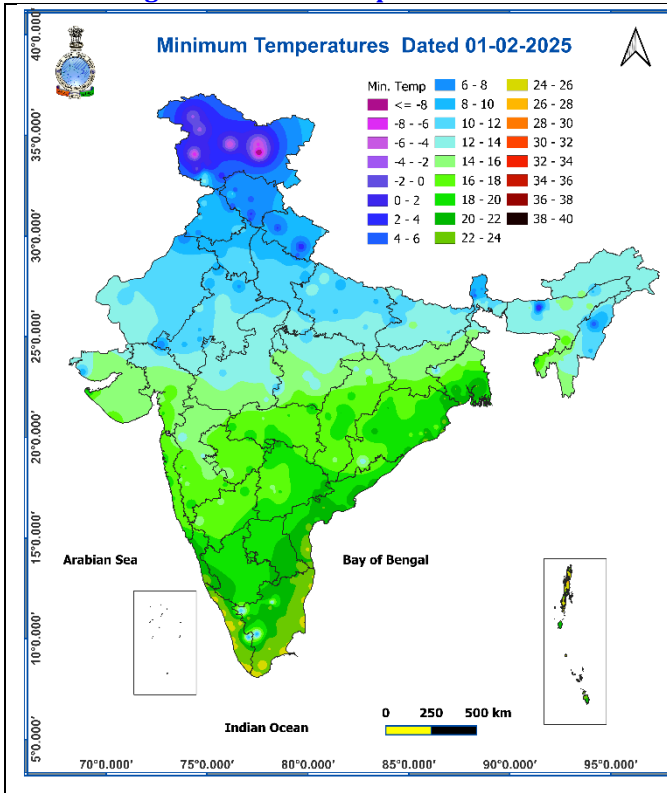 Minimum Temperatures Dated 01-02-2025
Min. Temp
<= -8
-8 - -6
-6 - -4
-4 - -2
-2 - 0
0 - 2
2 - 4
4 - 6
6 - 8
8 - 10
10 - 12
12 - 14
14 - 16
16 - 18
18 - 20
20 - 22
22 - 24
24 - 26
26 - 28
28 - 30
30 - 32
32 - 34
34 - 36
36 - 38
38 - 40
40°0.000'
35°0.000'
30°0.000'
25°0.000'
20°0.000'
15°0.000'
10°0.000'
5°0.000'
Arabian Sea
Bay of Bengal
Indian Ocean
0 250 500 km
70°0.000' 75°0.000' 80°0.000' 85°0.000' 90°0.000' 95°0.000'